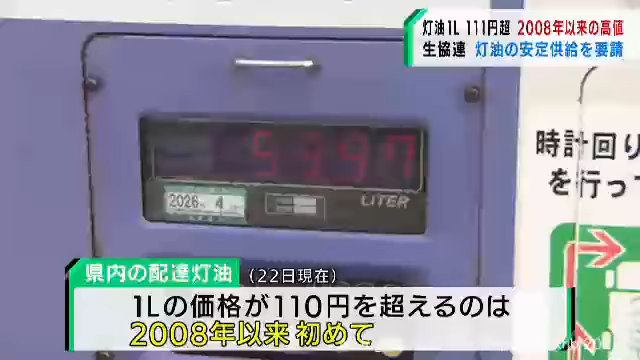 灯油1L 111円超 2008年以来の高値
生協連 灯油の安定供給を要請
時計回り
を行っ
LITER
2026 4
県内の配達灯油 (22日現在)
1Lの価格が110円を超えるのは
2008年以来 初めて